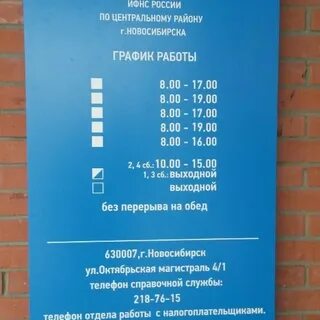 ИФНС РОССИИ
ПО ЦЕНТРАЛЬНОМУ РАЙОНУ
г.НОВОСИБИРСКА
ГРАФИК РАБОТЫ
8.00 - 17.00
8.00 - 19.00
8.00 - 17.00
8.00 - 19.00
8.00 - 16.00
2, 4 сб.: 10.00 - 15.00
1, 3 сб.: выходной
выходной
без перерыва на обед
630007, г.Новосибирск
ул.Октябрьская магистраль 4/1
телефон справочной службы:
218-76-15
телефон отдела работы с налогоплательщиками.